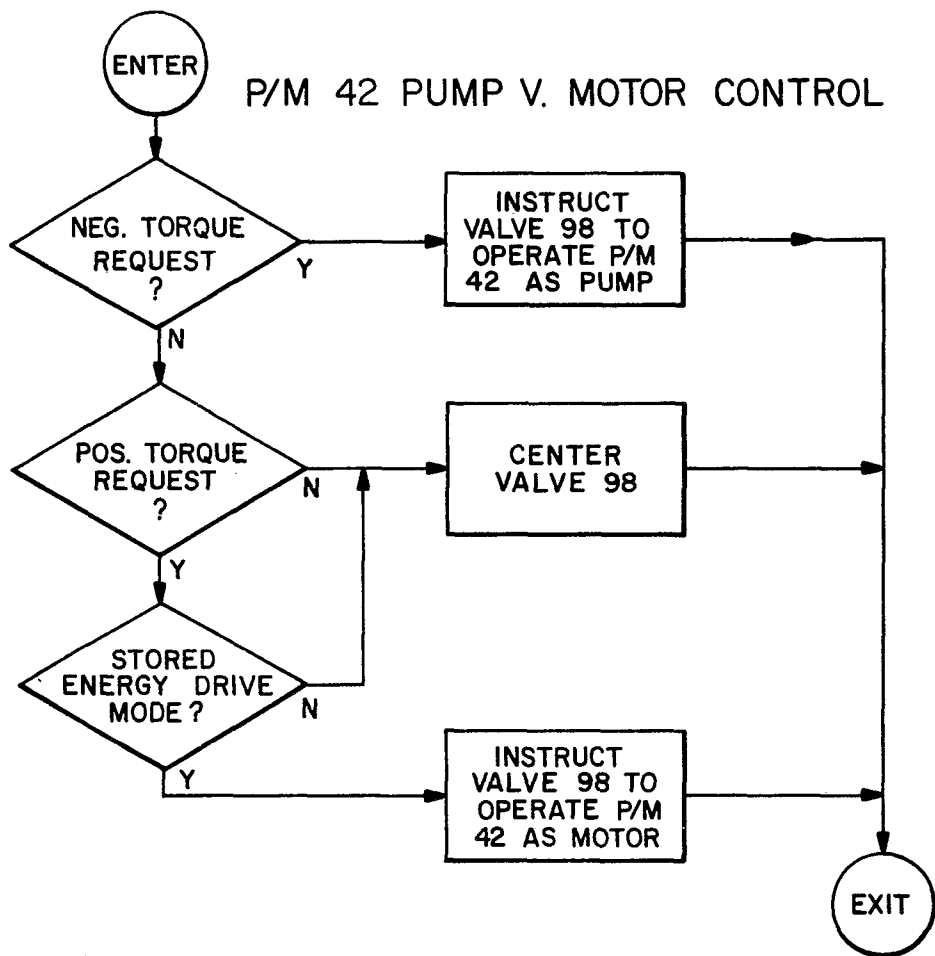 ENTER
P/M 42 PUMP V. MOTOR CONTROL
NEG. TORQUE
REQUEST
?
Y
N
INSTRUCT
VALVE 98 TO
OPERATE P/M
42 AS PUMP
POS. TORQUE
REQUEST
?
N
Y
CENTER
VALVE 98
STORED
ENERGY DRIVE
MODE?
N
Y
INSTRUCT
VALVE 98 TO
OPERATE P/M
42 AS MOTOR
EXIT